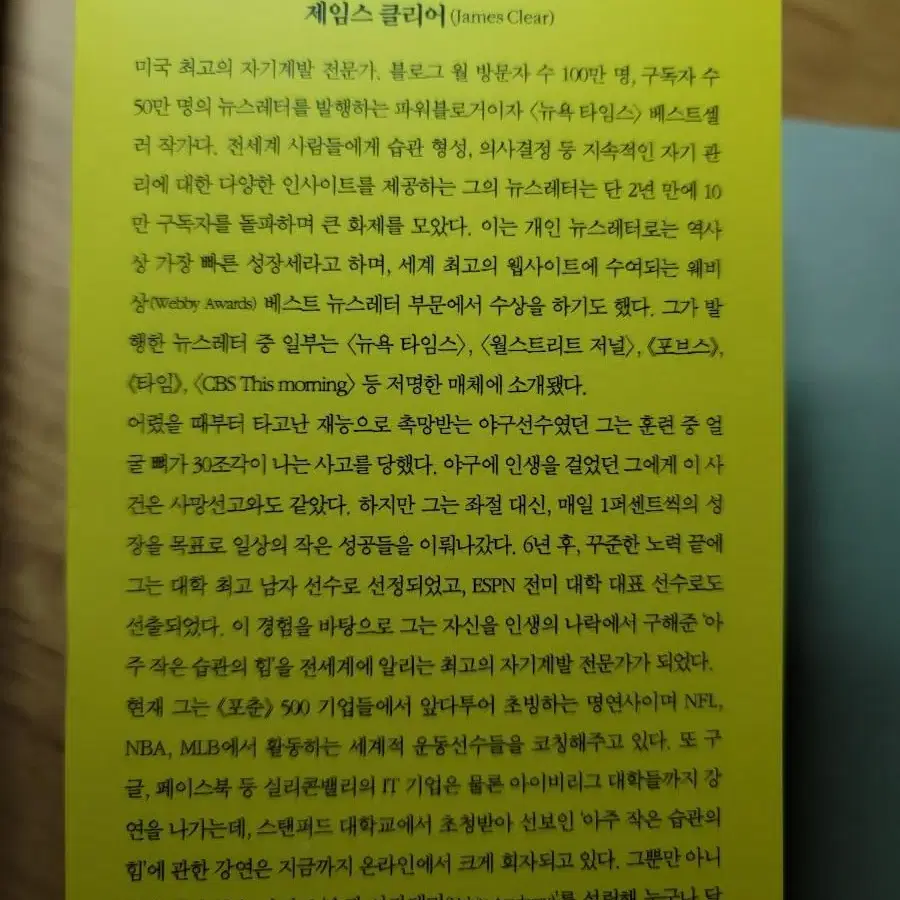 제임스 클리어(James Clear)
미국 최고의 자기계발 전문가. 블로그 월 방문자 수 100만 명, 구독자 수
50만 명의 뉴스레터를 발행하는 파워블로거이자 〈뉴욕 타임스〉 베스트셀
러 작가다. 전세계 사람들에게 습관 형성, 의사결정 등 지속적인 자기 관
리에 대한 다양한 인사이트를 제공하는 그의 뉴스레터는 단 2년 만에 10
만 구독자를 돌파하며 큰 화제를 모았다. 이는 개인 뉴스레터로는 역사
상 가장 빠른 성장세라고 하며, 세계 최고의 웹사이트에 수여되는 웨비
상(Webby Awards) 베스트 뉴스레터 부문에서 수상을 하기도 했다. 그가 발
행한 뉴스레터 중 일부는 〈뉴욕 타임스〉, 〈월스트리트 저널〉, 《포브스》,
《타임》, 〈CBS This morning〉 등 저명한 매체에 소개됐다.
어렸을 때부터 타고난 재능으로 촉망받는 야구선수였던 그는 훈련 중 얼
굴 뼈가 30조각이 나는 사고를 당했다. 야구에 인생을 걸었던 그에게 이 사
건은 사망선고와도 같았다. 하지만 그는 좌절 대신, 매일 1퍼센트씩의 성
장을 목표로 일상의 작은 성공들을 이뤄나갔다. 6년 후, 꾸준한 노력 끝에
그는 대학 최고 남자 선수로 선정되었고, ESPN 전미 대학 대표 선수로도
선출되었다. 이 경험을 바탕으로 그는 자신을 인생의 나락에서 구해준 '아
주 작은 습관의 힘'을 전세계에 알리는 최고의 자기계발 전문가가 되었다.
현재 그는 《포춘》 500 기업들에서 앞다투어 초빙하는 명연사이며 NFL,
NBA, MLB에서 활동하는 세계적 운동선수들을 코칭해주고 있다. 또 구
글, 페이스북 등 실리콘밸리의 IT 기업은 물론 아이비리그 대학들까지 강
연을 나가는데, 스탠퍼드 대학교에서 초청받아 선보인 '아주 작은 습관의
힘'에 관한 강연은 지금까지 온라인에서 크게 회자되고 있다. 그뿐만 아니
를 설립해 누구나 달